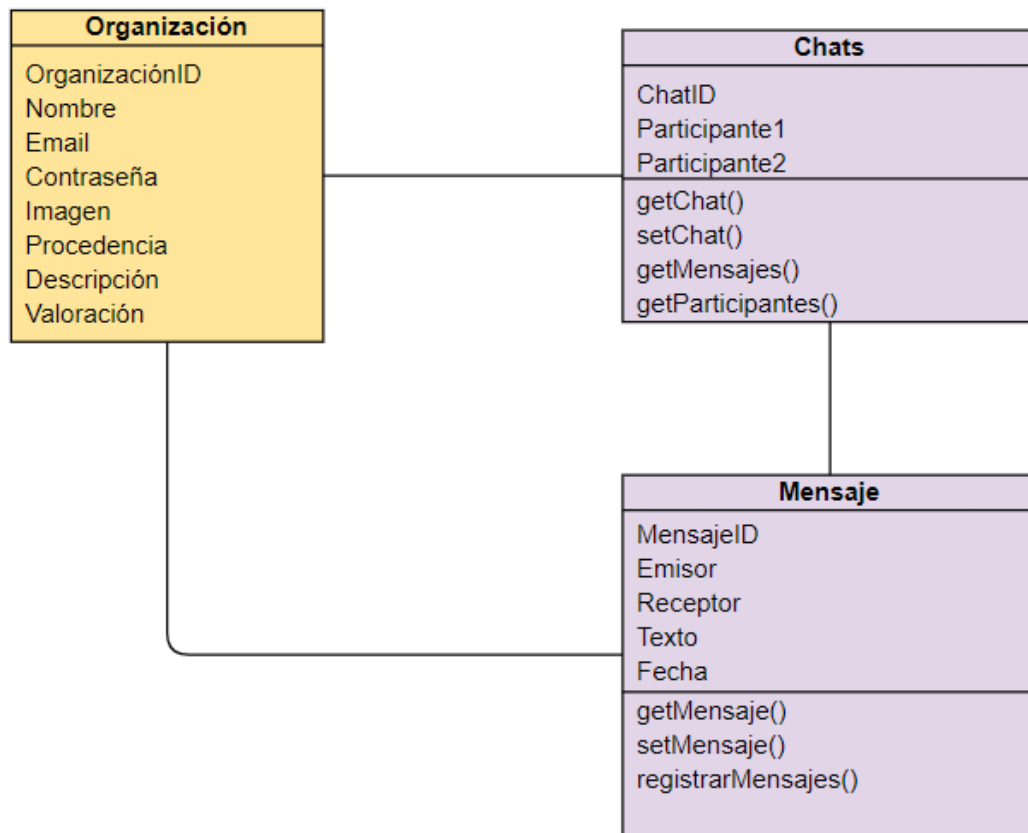 Organización
OrganizaciónID
Nombre
Email
Contraseña
Imagen
Procedencia
Descripción
Valoración
Chats
ChatID
Participante1
Participante2
getChat()
setChat()
getMensajes()
getParticipantes()
Mensaje
MensajeID
Emisor
Receptor
Texto
Fecha
getMensaje()
setMensaje()
registrarMensajes()